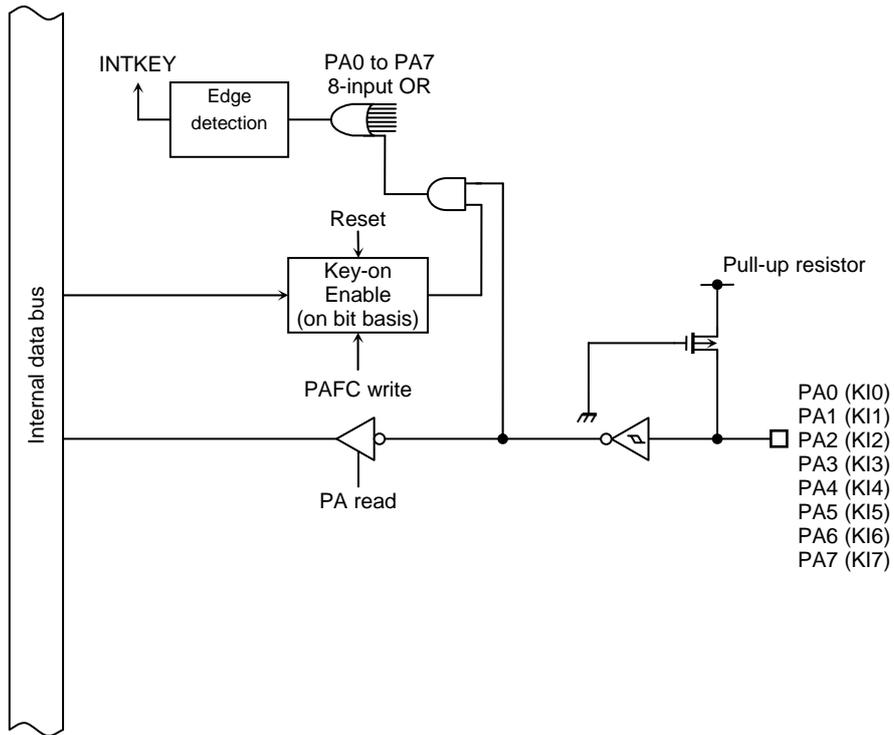 INTKEY
PA0 to PA7
8-input OR
Edge
detection
Reset
Key-on
Enable
(on bit basis)
PAFC write
Pull-up resistor
Internal data bus
PA read
PA0 (KI0)
PA1 (KI1)
PA2 (KI2)
PA3 (KI3)
PA4 (KI4)
PA5 (KI5)
PA6 (KI6)
PA7 (KI7)